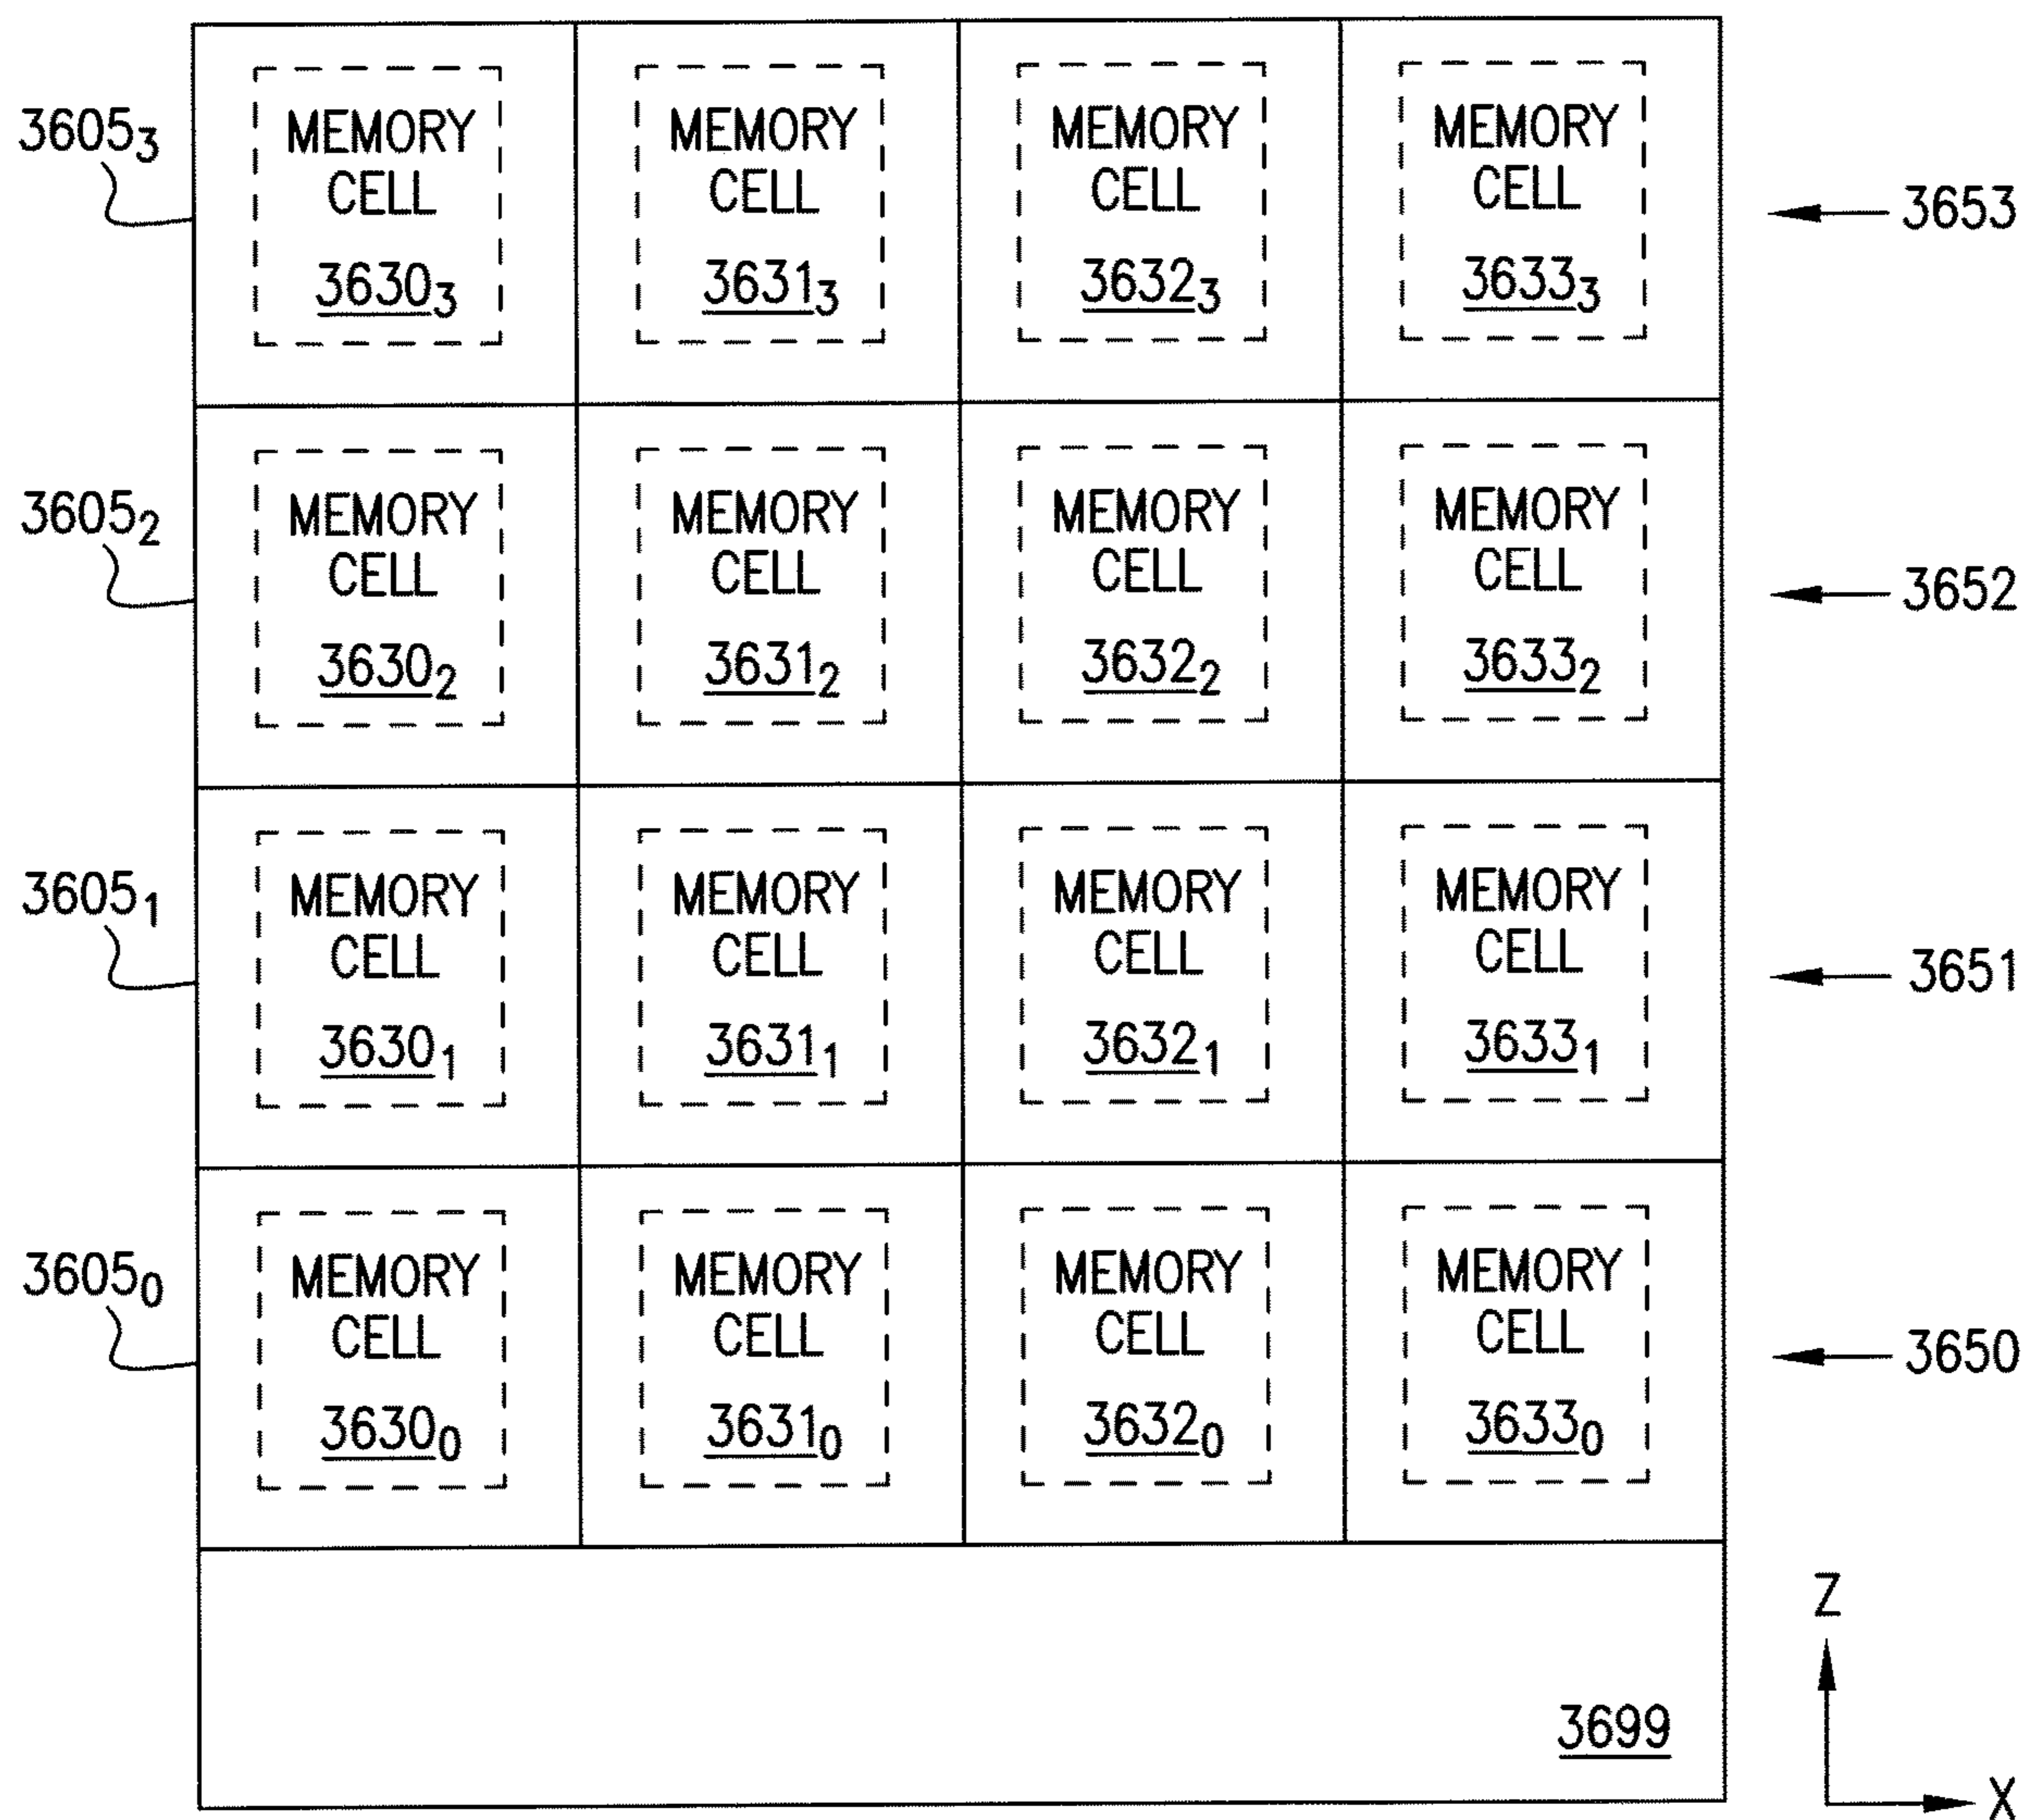 MEMORY MEMORY MEMORY MEMORY
3605₃ CELL CELL CELL CELL 3653
3630₃ 3631₃ 3632₃ 3633₃
MEMORY MEMORY MEMORY MEMORY
3605₂ CELL CELL CELL CELL 3652
3630₂ 3631₂ 3632₂ 3633₂
MEMORY MEMORY MEMORY MEMORY
3605₁ CELL CELL CELL CELL 3651
3630₁ 3631₁ 3632₁ 3633₁
MEMORY MEMORY MEMORY MEMORY
3605₀ CELL CELL CELL CELL 3650
3630₀ 3631₀ 3632₀ 3633₀
Z
3699
X